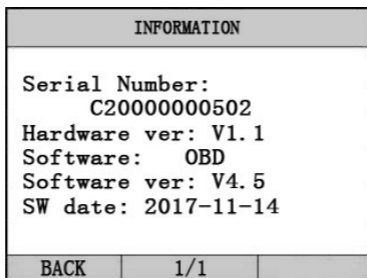 INFORMATION
Serial Number:
C20000000502
Hardware ver: V1.1
Software: OBD
Software ver: V4.5
SW date: 2017-11-14
BACK 1/1